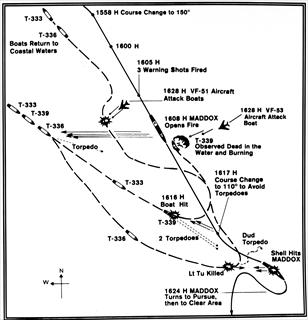 1558 H Course Change to 150°
T-336
T-336
Boats Return to
Coastal Waters
1600 H
1605 H
3 Warning Shots Fired
1628 H VF-51 Aircraft
Attack Boats
1608 H MADDOX
Opens Fire
1628 H VF-53
Aircraft Attack
Boat
T-333
T-339
T-336
T-339
Observed Dead in the
Water and Burning
Torpedo
T-333
1617 H
Course Change
to 110° to Avoid
Torpedoes
1616 H
Boat Hit
T-339
2 Torpedoes
T-336
Dud
Torpedo
Shell Hits
MADDOX
Lt Tu Killed
N
W
1624 H MADDOX
Turns to Pursue,
then to Clear Area